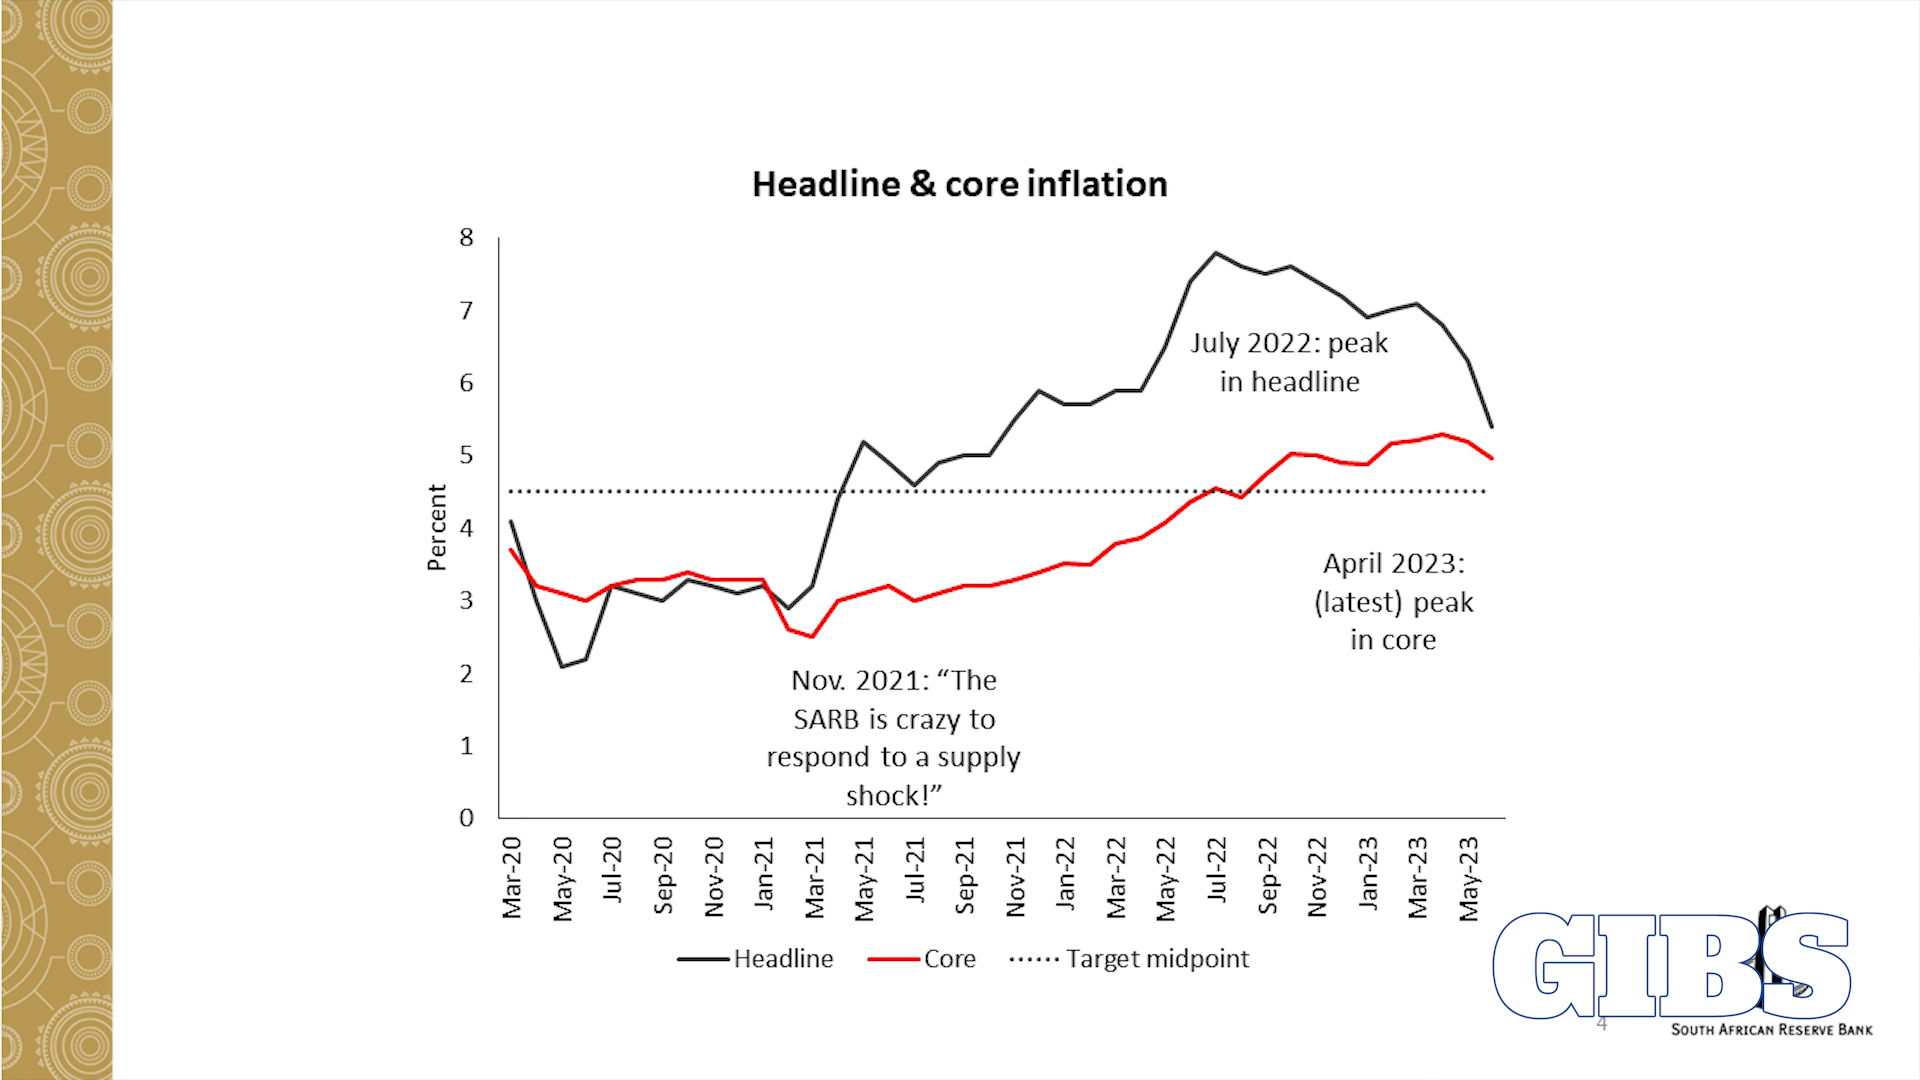 Headline & core inflation
8
7
6
5
4
3
2
1
0
Percent
July 2022: peak
in headline
April 2023:
(latest) peak
in core
Nov. 2021: “The
SARB is crazy to
respond to a supply
shock!”
Mar-20
May-20
Jul-20
Sep-20
Nov-20
Jan-21
Mar-21
May-21
Jul-21
Sep-21
Nov-21
Jan-22
Mar-22
May-22
Jul-22
Sep-22
Nov-22
Jan-23
Mar-23
May-23
Headline
Core
Target midpoint
GIBS
4
SOUTH AFRICAN RESERVE BANK